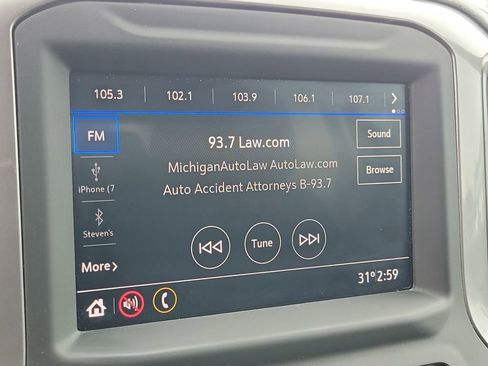 105.3 102.1 103.9 106.1 107.1
FM
93.7 Law.com
Sound
MichiganAutoLaw AutoLaw.com
iPhone (7
Auto Accident Attorneys B-93.7
Browse
Steven's
Tune
More
31° 2:59